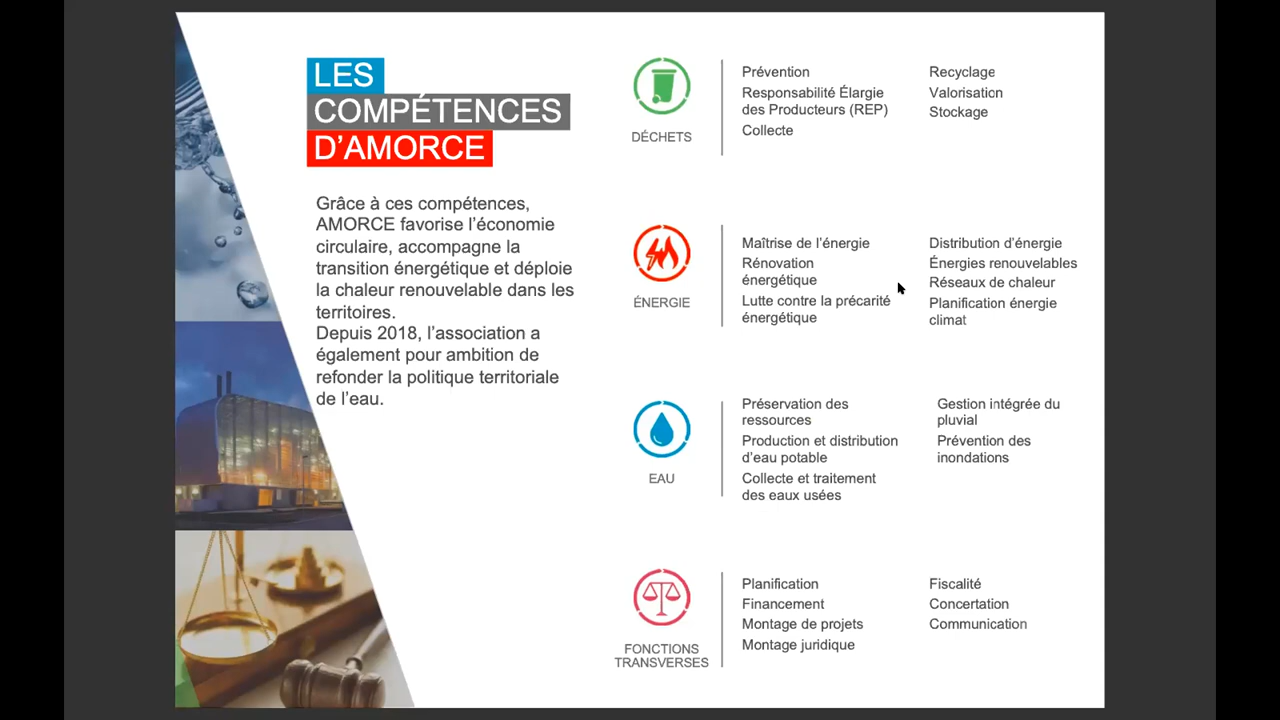 LES
COMPÉTENCES
D'AMORCE
Grâce à ces compétences,
AMORCE favorise l'économie
circulaire, accompagne la
transition énergétique et déploie
la chaleur renouvelable dans les
territoires.
Depuis 2018, l'association a
également pour ambition de
refonder la politique territoriale
de l'eau.
DÉCHETS
Prévention
Responsabilité Élargie
des Producteurs (REP)
Collecte
Recyclage
Valorisation
Stockage
ÉNERGIE
Maîtrise de l'énergie
Rénovation
énergétique
Lutte contre la précarité
énergétique
Distribution d'énergie
Énergies renouvelables
Réseaux de chaleur
Planification énergie
climat
EAU
Préservation des
ressources
Production et distribution
d'eau potable
Collecte et traitement
des eaux usées
Gestion intégrée du
pluvial
Prévention des
inondations
FONCTIONS
TRANSVERSES
Planification
Financement
Montage de projets
Montage juridique
Fiscalité
Concertation
Communication